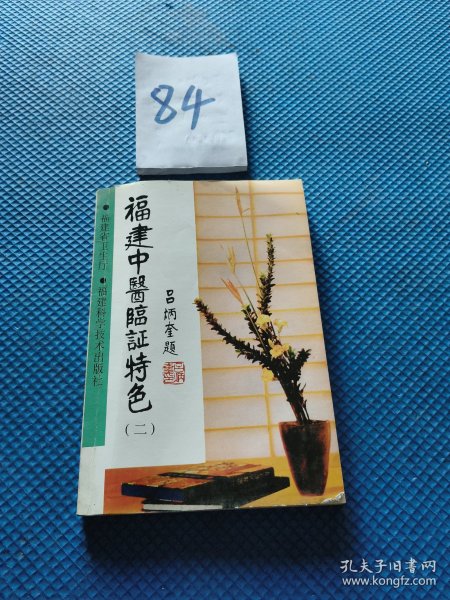 84
福建中醫臨証特色
(二)
吕炳奎題
●福建省卫生厅
●福建科学技术出版社
孔夫子旧书网
www.kongfz.com